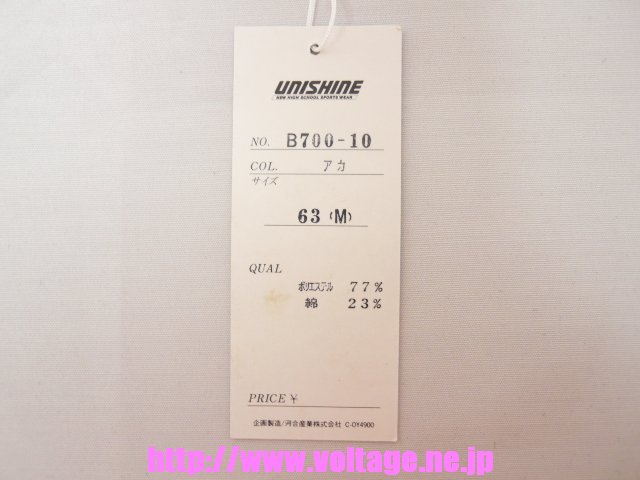 UNISHINE
NEW HIGH SCHOOL SPORTS WEAR
NO. B700-10
COL. アカ
サイズ
63 (M)
QUAL
ポリエステル 77%
綿 23%
PRICE ¥
企画製造/河合産業株式会社 C-OY4900
http://www.voltage.ne.jp